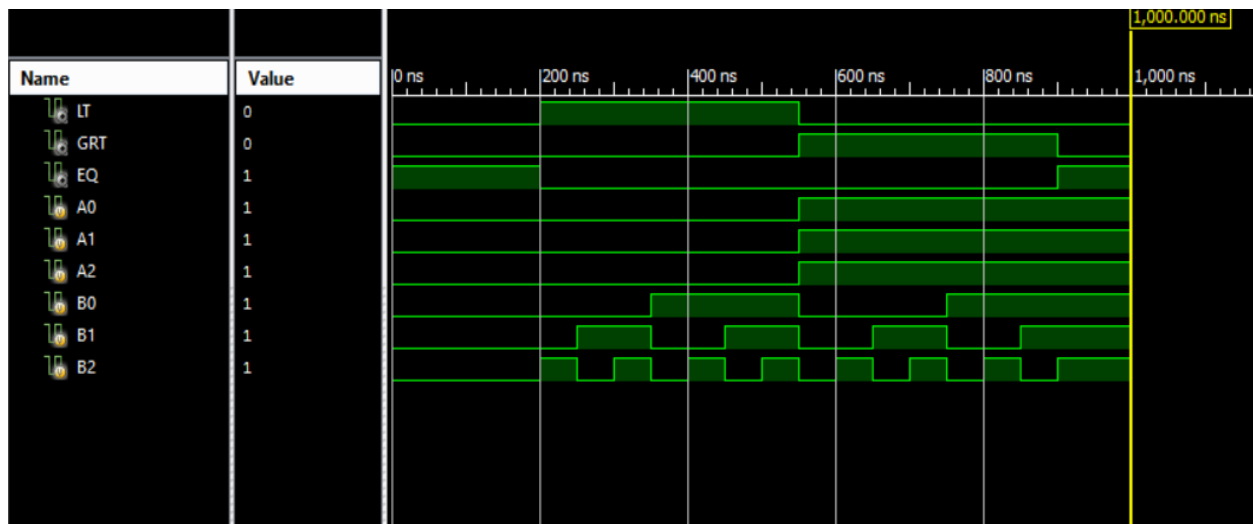 1,000.000 ns
Name Value 0 ns 200 ns 400 ns 600 ns 800 ns 1,000 ns
LT 0
GRT 0
EQ 1
A0 1
A1 1
A2 1
B0 1
B1 1
B2 1